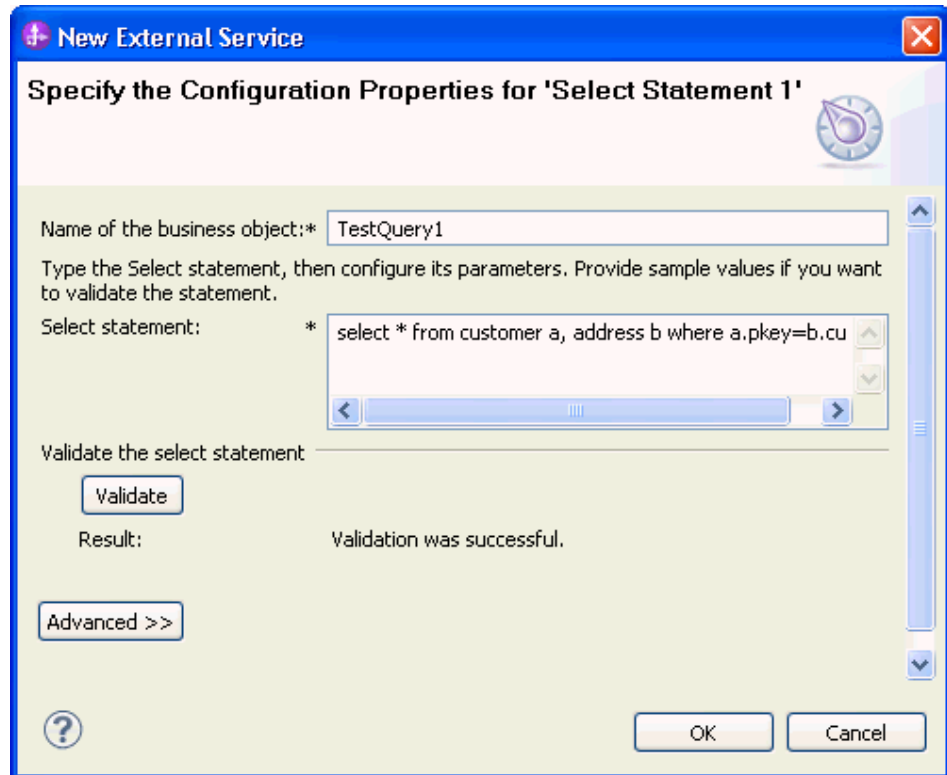 New External Service
Specify the Configuration Properties for 'Select Statement 1'
Name of the business object:* TestQuery1
Type the Select statement, then configure its parameters. Provide sample values if you want
to validate the statement.
Select statement: * select * from customer a, address b where a.pkey=b.cu
Validate the select statement
Validate
Result: Validation was successful.
Advanced >>
?
OK Cancel